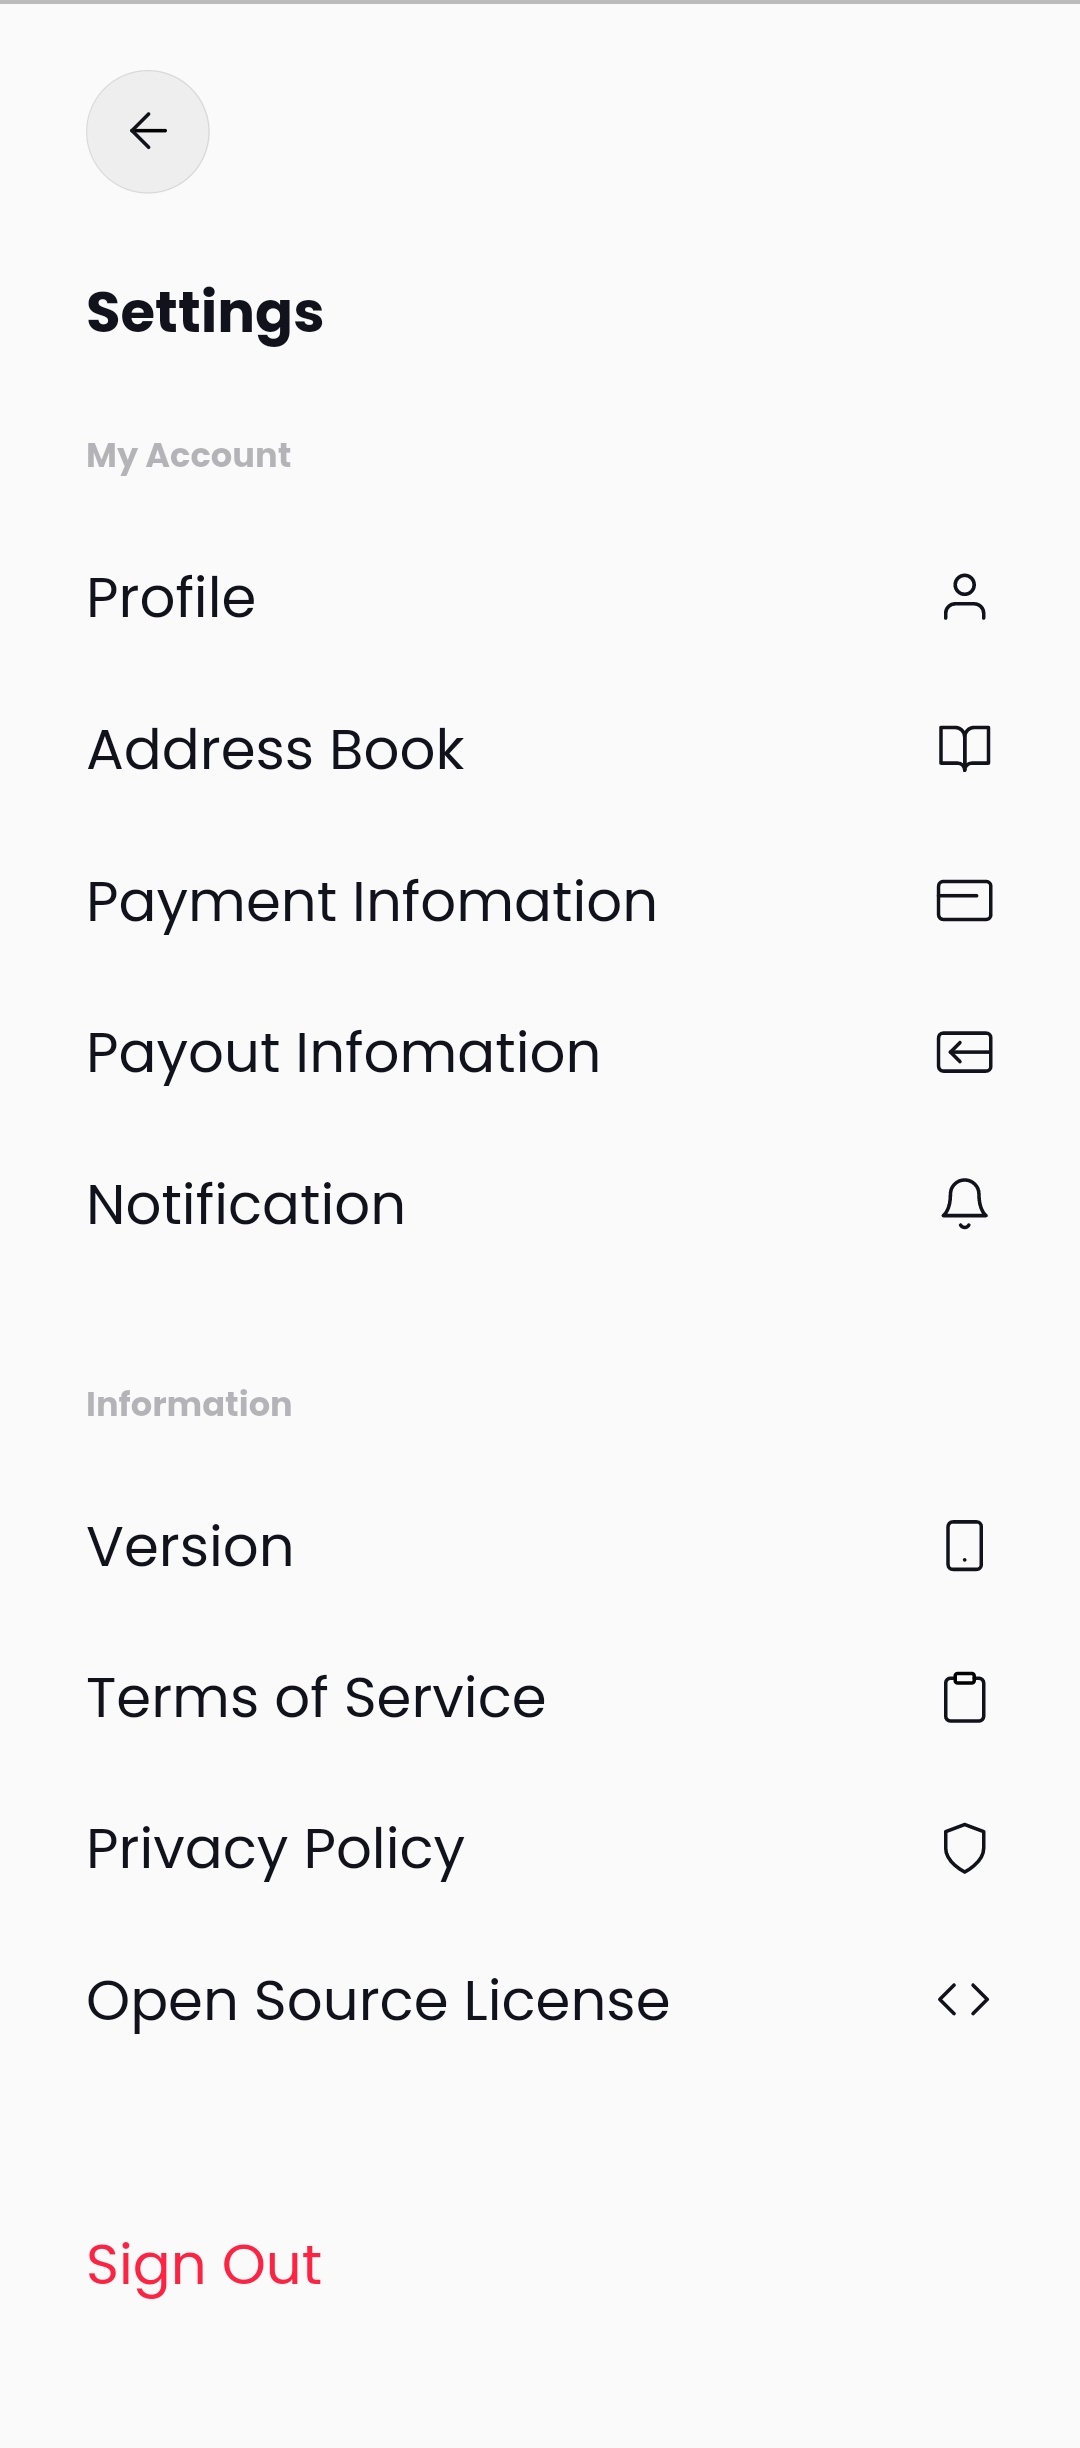 Settings
My Account
Profile
Address Book
Payment Infomation
Payout Infomation
Notification
Information
Version
Terms of Service
Privacy Policy
Open Source License
Sign Out